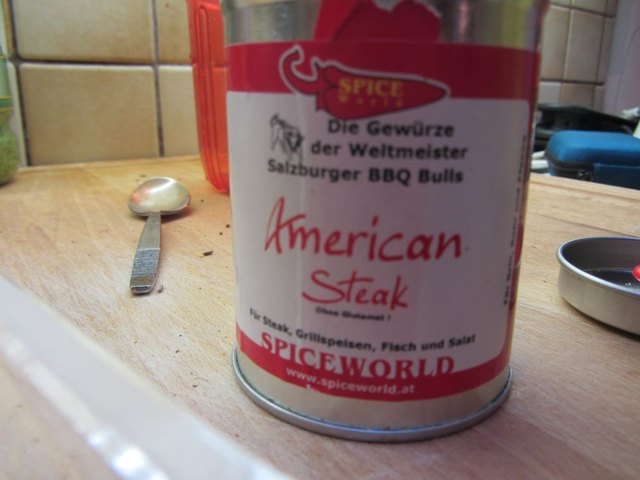 SPICE
World
Die Gewürze
der Weltmeister
Salzburger BBQ Bulls
American
Steak
Ohne Glutamat !
Für Steak, Grillspeisen, Fisch und Salat
SPICEWORLD
www.spiceworld.at